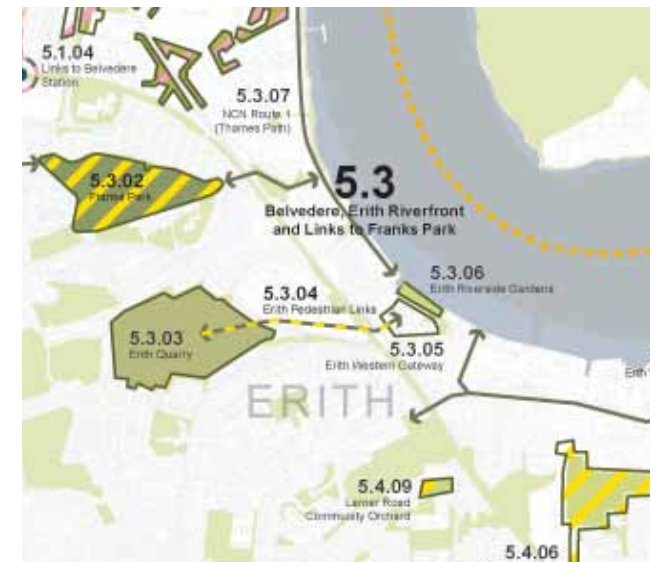 5.1.04
Links to Belvedere
Station
5.3.07
NCN Route 1
(Thames Path)
5.3.02
Franks Park
5.3
Belvedere, Erith Riverfront
and Links to Franks Park
5.3.06
Erith Riverside Gardens
5.3.04
Erith Pedestrian Links
5.3.03
Erith Quarry
5.3.05
Erith Western Gateway
Erith
ERITH
5.4.09
Larner Road
Community Orchard
5.4.06